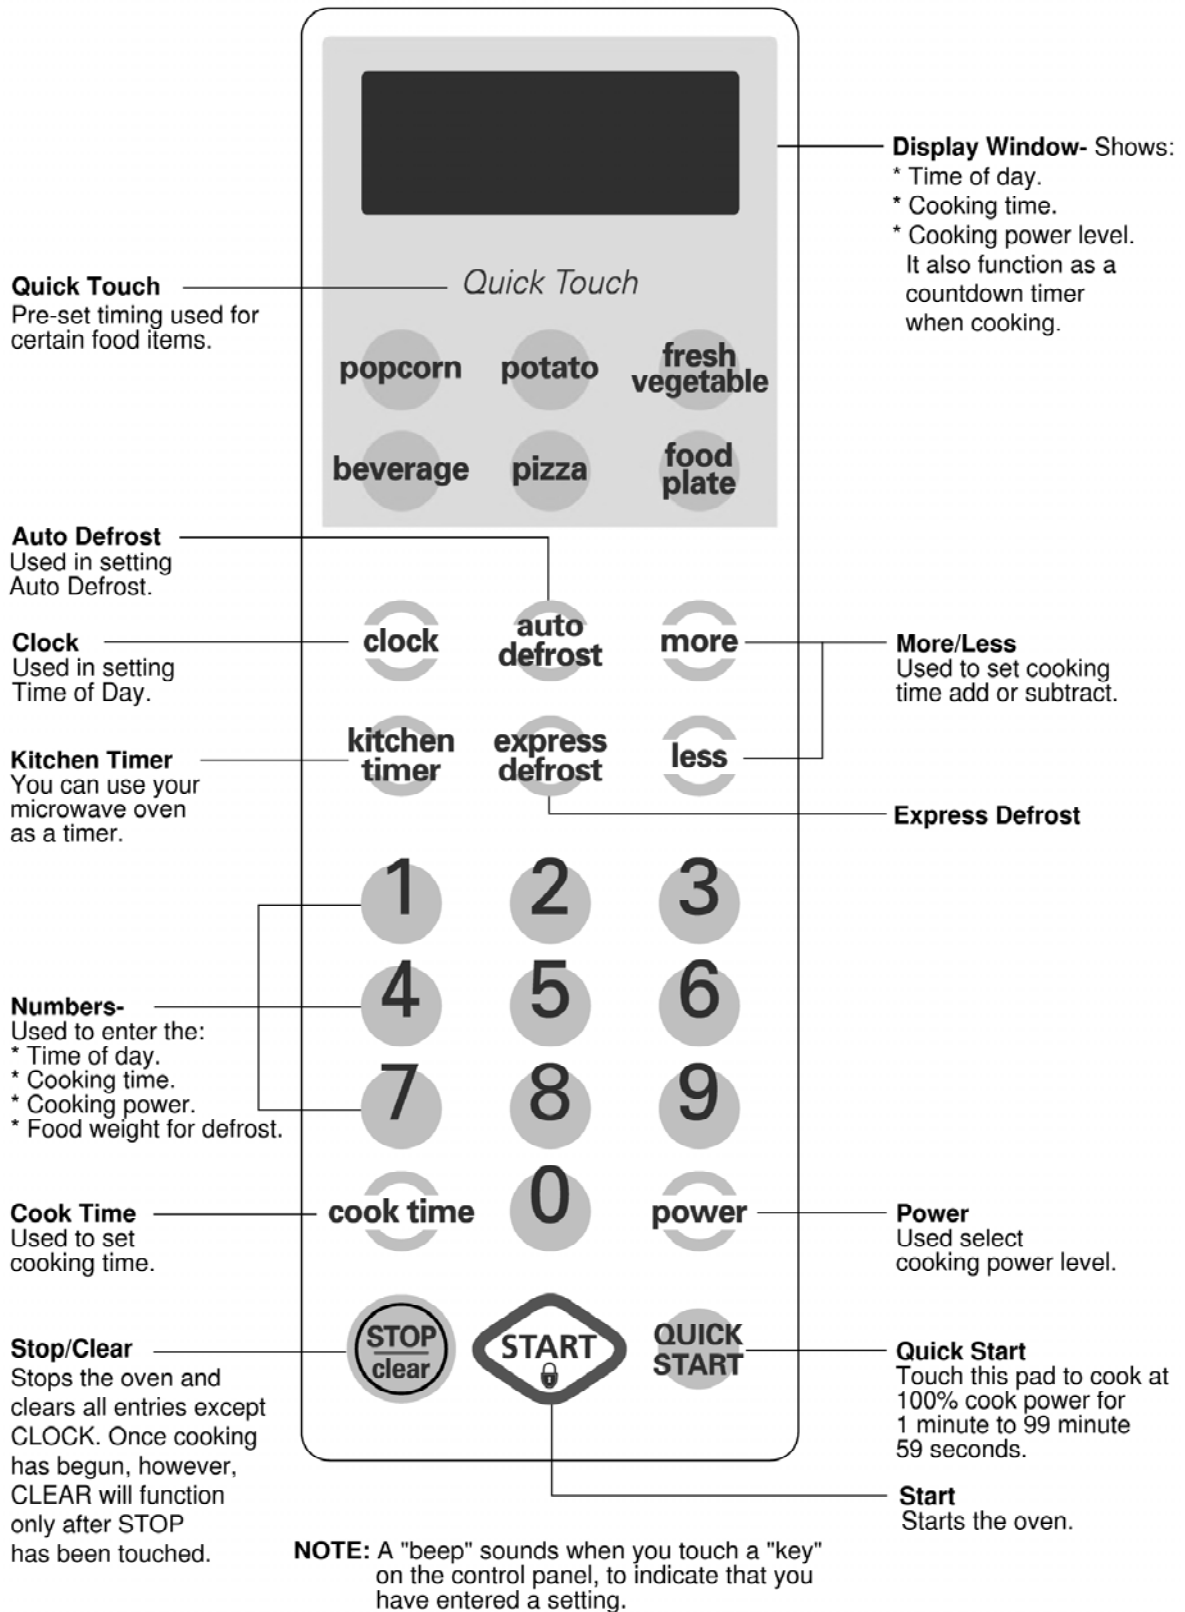 Display Window- Shows:
* Time of day.
* Cooking time.
* Cooking power level.
It also function as a
countdown timer
when cooking.
Quick Touch
Pre-set timing used for
certain food items.
Quick Touch
popcorn potato fresh
vegetable
beverage pizza food
plate
Auto Defrost
Used in setting
Auto Defrost.
Clock
Used in setting
Time of Day.
clock auto
defrost more
More/Less
Used to set cooking
time add or subtract.
Kitchen Timer
You can use your
microwave oven
as a timer.
kitchen
timer express
defrost less
Express Defrost
1 2 3
4 5 6
7 8 9
Numbers-
Used to enter the:
* Time of day.
* Cooking time.
* Cooking power.
* Food weight for defrost.
Cook Time
Used to set
cooking time.
cook time 0 power
Power
Used select
cooking power level.
Stop/Clear
Stops the oven and
clears all entries except
CLOCK. Once cooking
has begun, however,
CLEAR will function
only after STOP
has been touched.
STOP
clear
START
QUICK
START
Quick Start
Touch this pad to cook at
100% cook power for
1 minute to 99 minute
59 seconds.
Start
Starts the oven.
NOTE: A "beep" sounds when you touch a "key"
on the control panel, to indicate that you
have entered a setting.